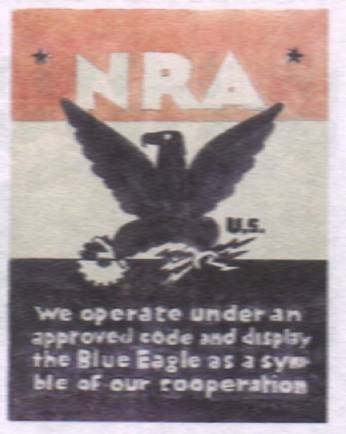 NRA
U.S.
We operate under an
approved code and display
the Blue Eagle as a sym
ble of our cooperation